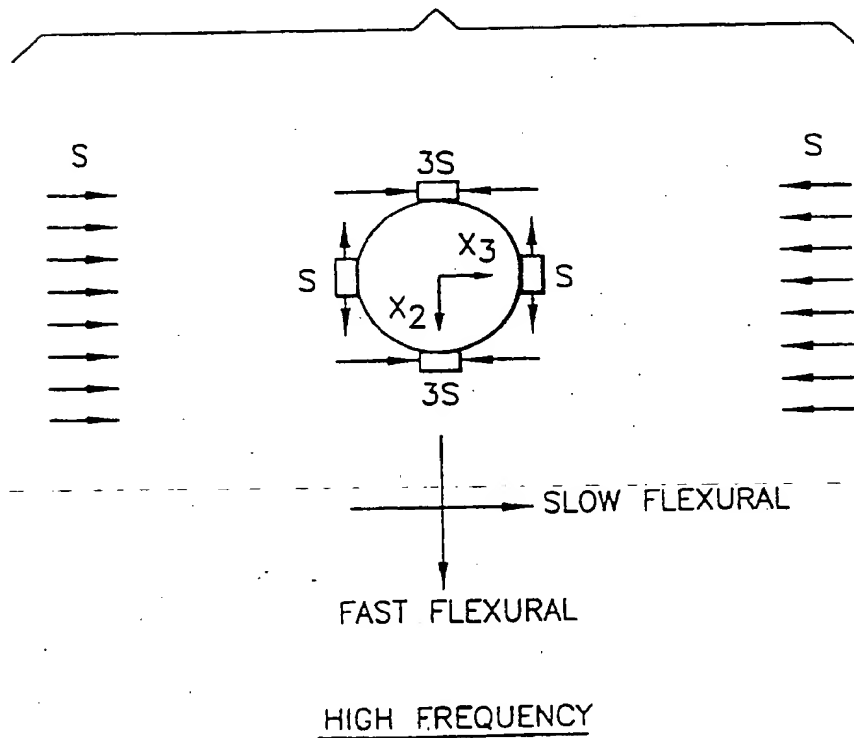 S
S
3S
S
X3
S
X2
3S
SLOW FLEXURAL
FAST FLEXURAL
HIGH FREQUENCY